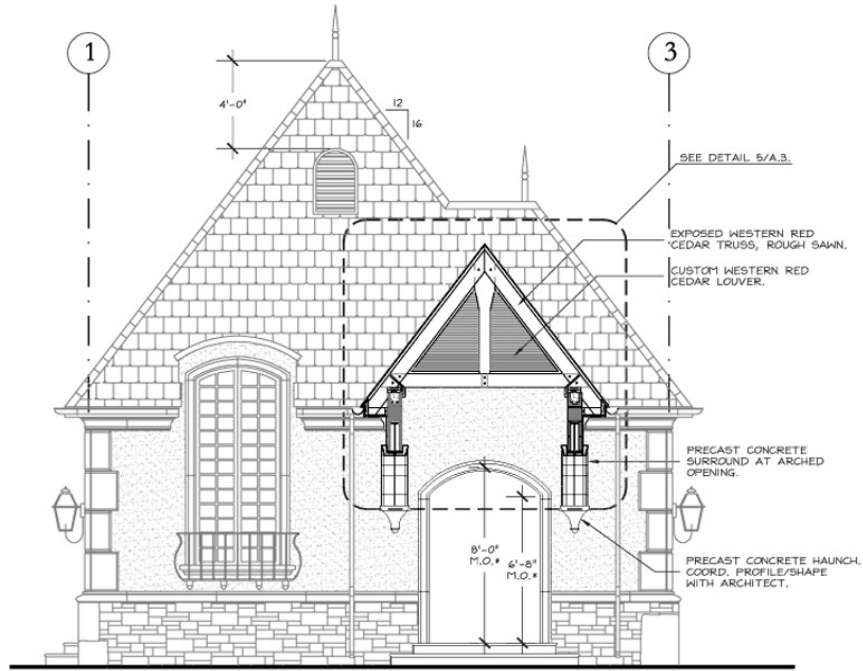 1
3
4'-0"
12
16
SEE DETAIL 5/A.3.
EXPOSED WESTERN RED
CEDAR TRUSS, ROUGH SAWN.
CUSTOM WESTERN RED
CEDAR LOUVER.
PRECAST CONCRETE
SURROUND AT ARCHED
OPENING.
8'-0"
M.O.*
6'-8"
M.O.*
PRECAST CONCRETE HAUNCH.
COORD. PROFILE/SHAPE
WITH ARCHITECT.